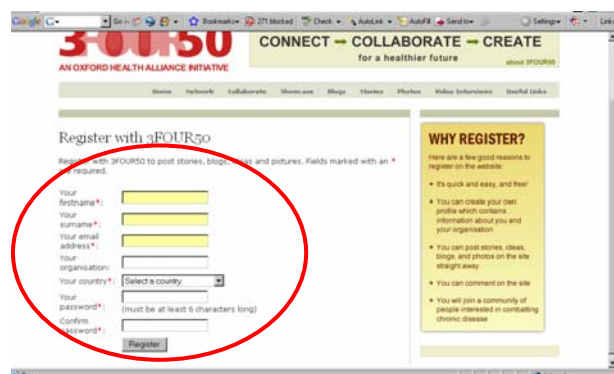 Google G Go Bookmarks 271 blocked Check AutoLink AutoFill Send to Settings Links
3FOUR50
CONNECT → COLLABORATE → CREATE
for a healthier future
about 3FOUR50
AN OXFORD HEALTH ALLIANCE INITIATIVE
Home Network Collaborate Showcase Blogs Stories Photos Video Interviews Useful Links
Register with 3FOUR50
Register with 3FOUR50 to post stories, blogs, ideas and pictures. Fields marked with an *
are required.
Your
firstname*:
Your
surname*:
Your email
address*:
Your
organisation:
Your country*: Select a country
Your
password*:
(must be at least 6 characters long)
Confirm
password*:
Register
WHY REGISTER?
Here are a few good reasons to
register on the website:
• It's quick and easy, and free!
• You can create your own
profile which contains
information about you and
your organisation
• You can post stories, ideas,
blogs, and photos on the site
straight away
• You can comment on the site
• You will join a community of
people interested in combatting
chronic disease